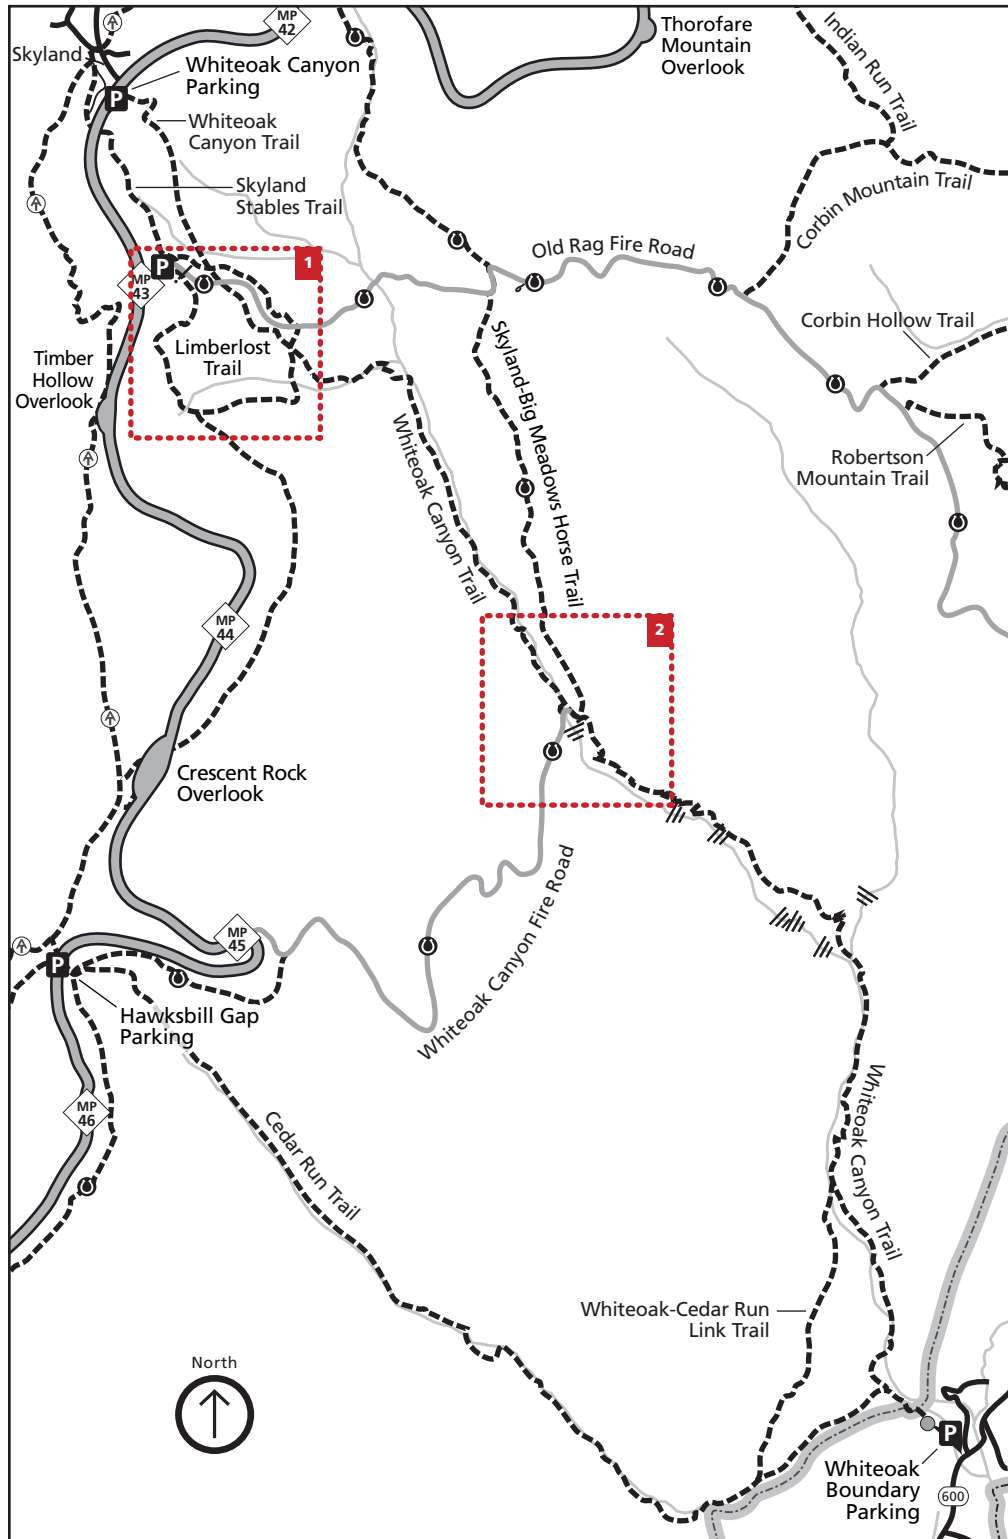 MP
42
Skyland
Whiteoak Canyon
Parking
P
Whiteoak
Canyon Trail
Skyland
Stables Trail
Thorofare
Mountain
Overlook
Indian Run Trail
Corbin Mountain Trail
Old Rag Fire Road
P
1
MP
43
Limberlost
Trail
Timber
Hollow
Overlook
Corbin Hollow Trail
Robertson
Mountain Trail
Skyland-Big Meadows Horse Trail
Whiteoak Canyon Trail
MP
44
2
Crescent Rock
Overlook
Whiteoak Canyon Fire Road
MP
45
P
Hawksbill Gap
Parking
MP
46
Cedar Run Trail
Whiteoak Canyon Trail
Whiteoak-Cedar Run
Link Trail
North
P
Whiteoak
Boundary
Parking
600